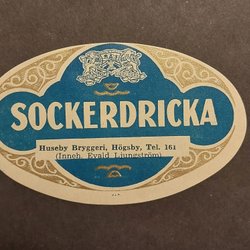 SOCKERDRICKA
Huseby Bryggeri, Högsby, Tel. 161
(Inneh. Evald Ljungström)